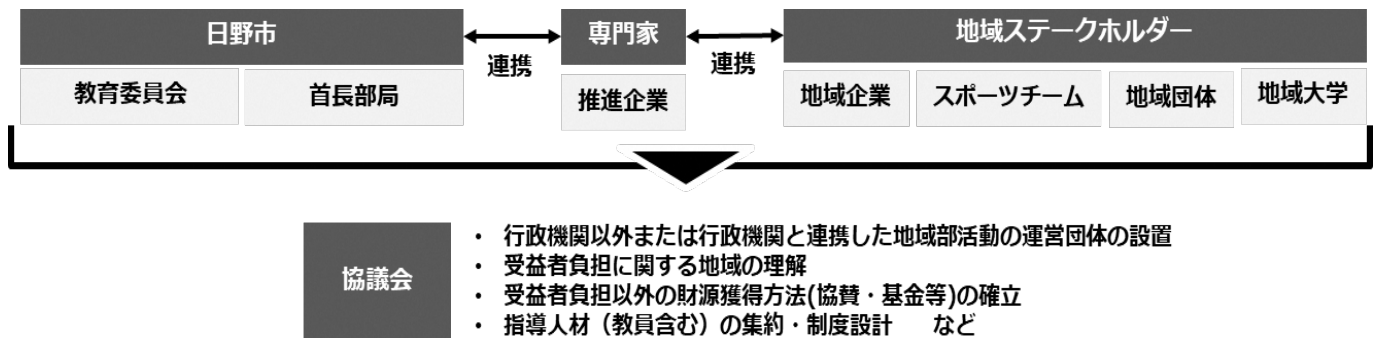 日野市
専門家
地域ステークホルダー
連携
連携
教育委員会
首長部局
推進企業
地域企業
スポーツチーム
地域団体
地域大学
協議会
・ 行政機関以外または行政機関と連携した地域部活動の運営団体の設置
・ 受益者負担に関する地域の理解
・ 受益者負担以外の財源獲得方法(協賛・基金等)の確立
・ 指導人材（教員含む）の集約・制度設計　　など